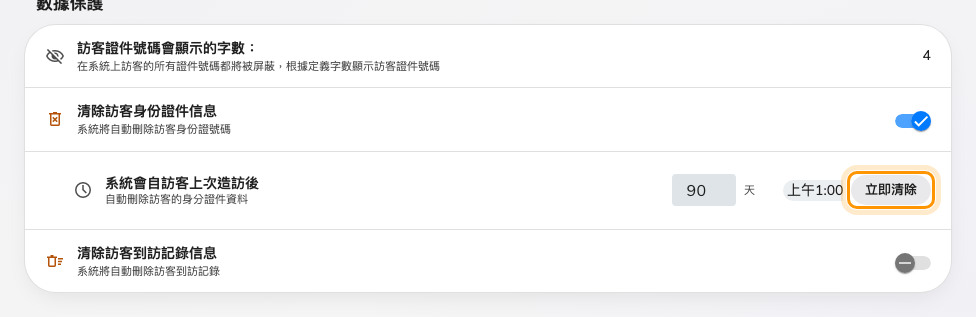 數據保護
訪客證件號碼會顯示的字數：
在系統上訪客的所有證件號碼都將被屏蔽，根據定義字數顯示訪客證件號碼
4
清除訪客身份證件信息
系統將自動刪除訪客身份證號碼
系統會自訪客上次造訪後
自動刪除訪客的身分證件資料
90 天
上午1:00
立即清除
清除訪客到訪記錄信息
系統將自動刪除訪客到訪記錄